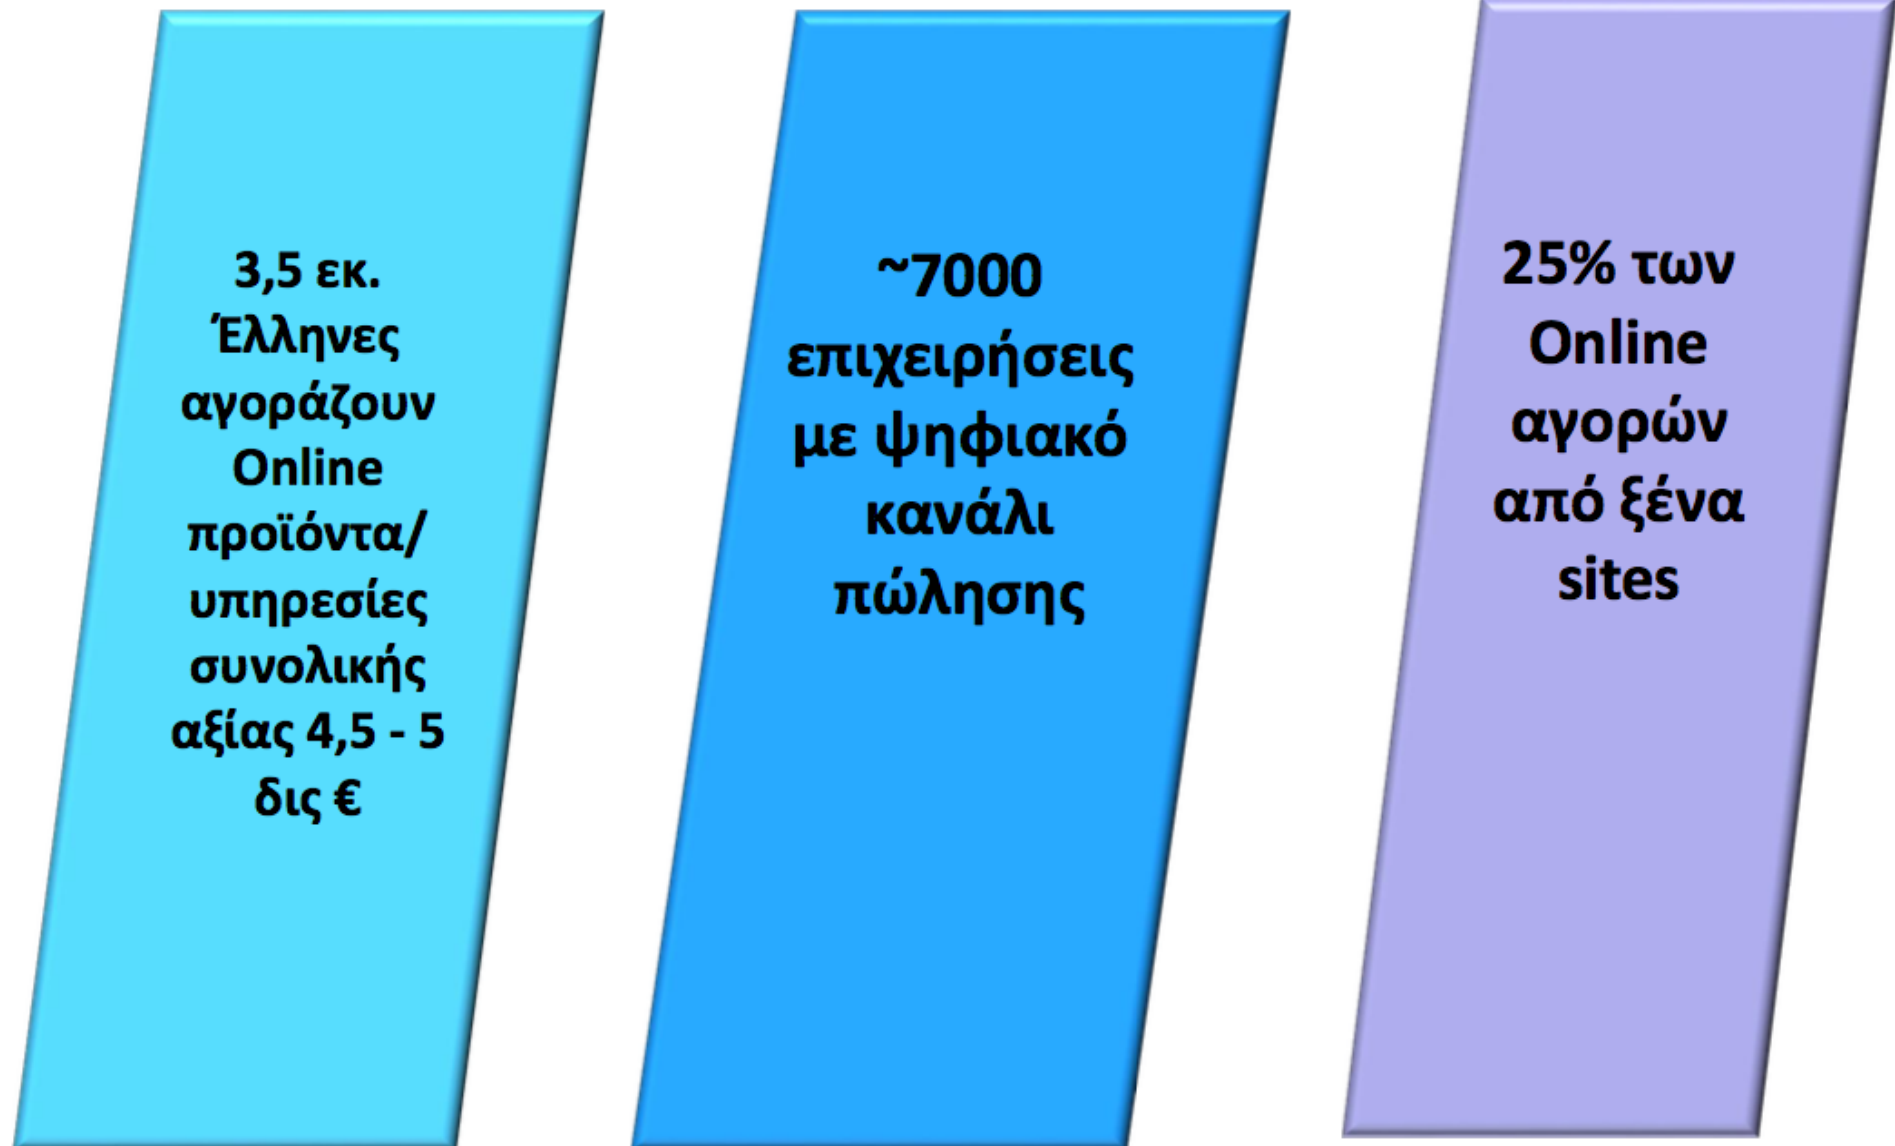 3,5 εκ.
Έλληνες
αγοράζουν
Online
προϊόντα/
υπηρεσίες
συνολικής
αξίας 4,5 - 5
δις €
~7000
επιχειρήσεις
με ψηφιακό
κανάλι
πώλησης
25% των
Online
αγορών
από ξένα
sites